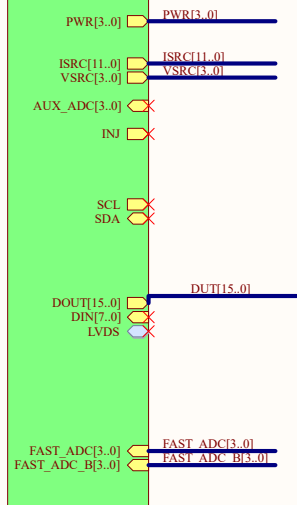 PWR[3..0] PWR[3..0]
ISRC[11..0] ISRC[11..0]
VSRC[3..0] VSRC[3..0]
AUX_ADC[3..0]
INJ
SCL
SDA
DUT[15..0]
DOUT[15..0]
DIN[7..0]
LVDS
FAST_ADC[3..0] FAST_ADC[3..0]
FAST_ADC_B[3..0] FAST_ADC_B[3..0]